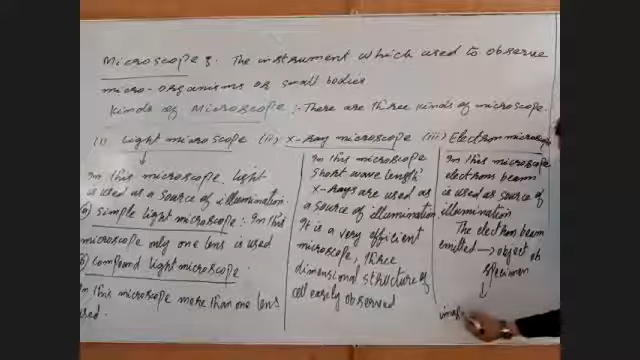 Microscope : The instrument which used to observe
micro-organisms or small bodies
Kinds of Microscope :- There are three kinds of microscope.
(i) Light microscope (ii) X-ray microscope (iii) Electron microscope
In this microscope light
is used as a source of illumination.
(a) Simple light microscope :- In this
microscope only one lens is used
(b) Compound light microscope.
In this microscope more than one lens
used.
In this microscope
short wave length
X-rays are used as
a source of illumination
It is a very efficient
microscope, three
dimensional structure of
cell easily observed
In this microscope
electrons beam
is used as source of
illumination
The electron beam
emitted → object or
specimen